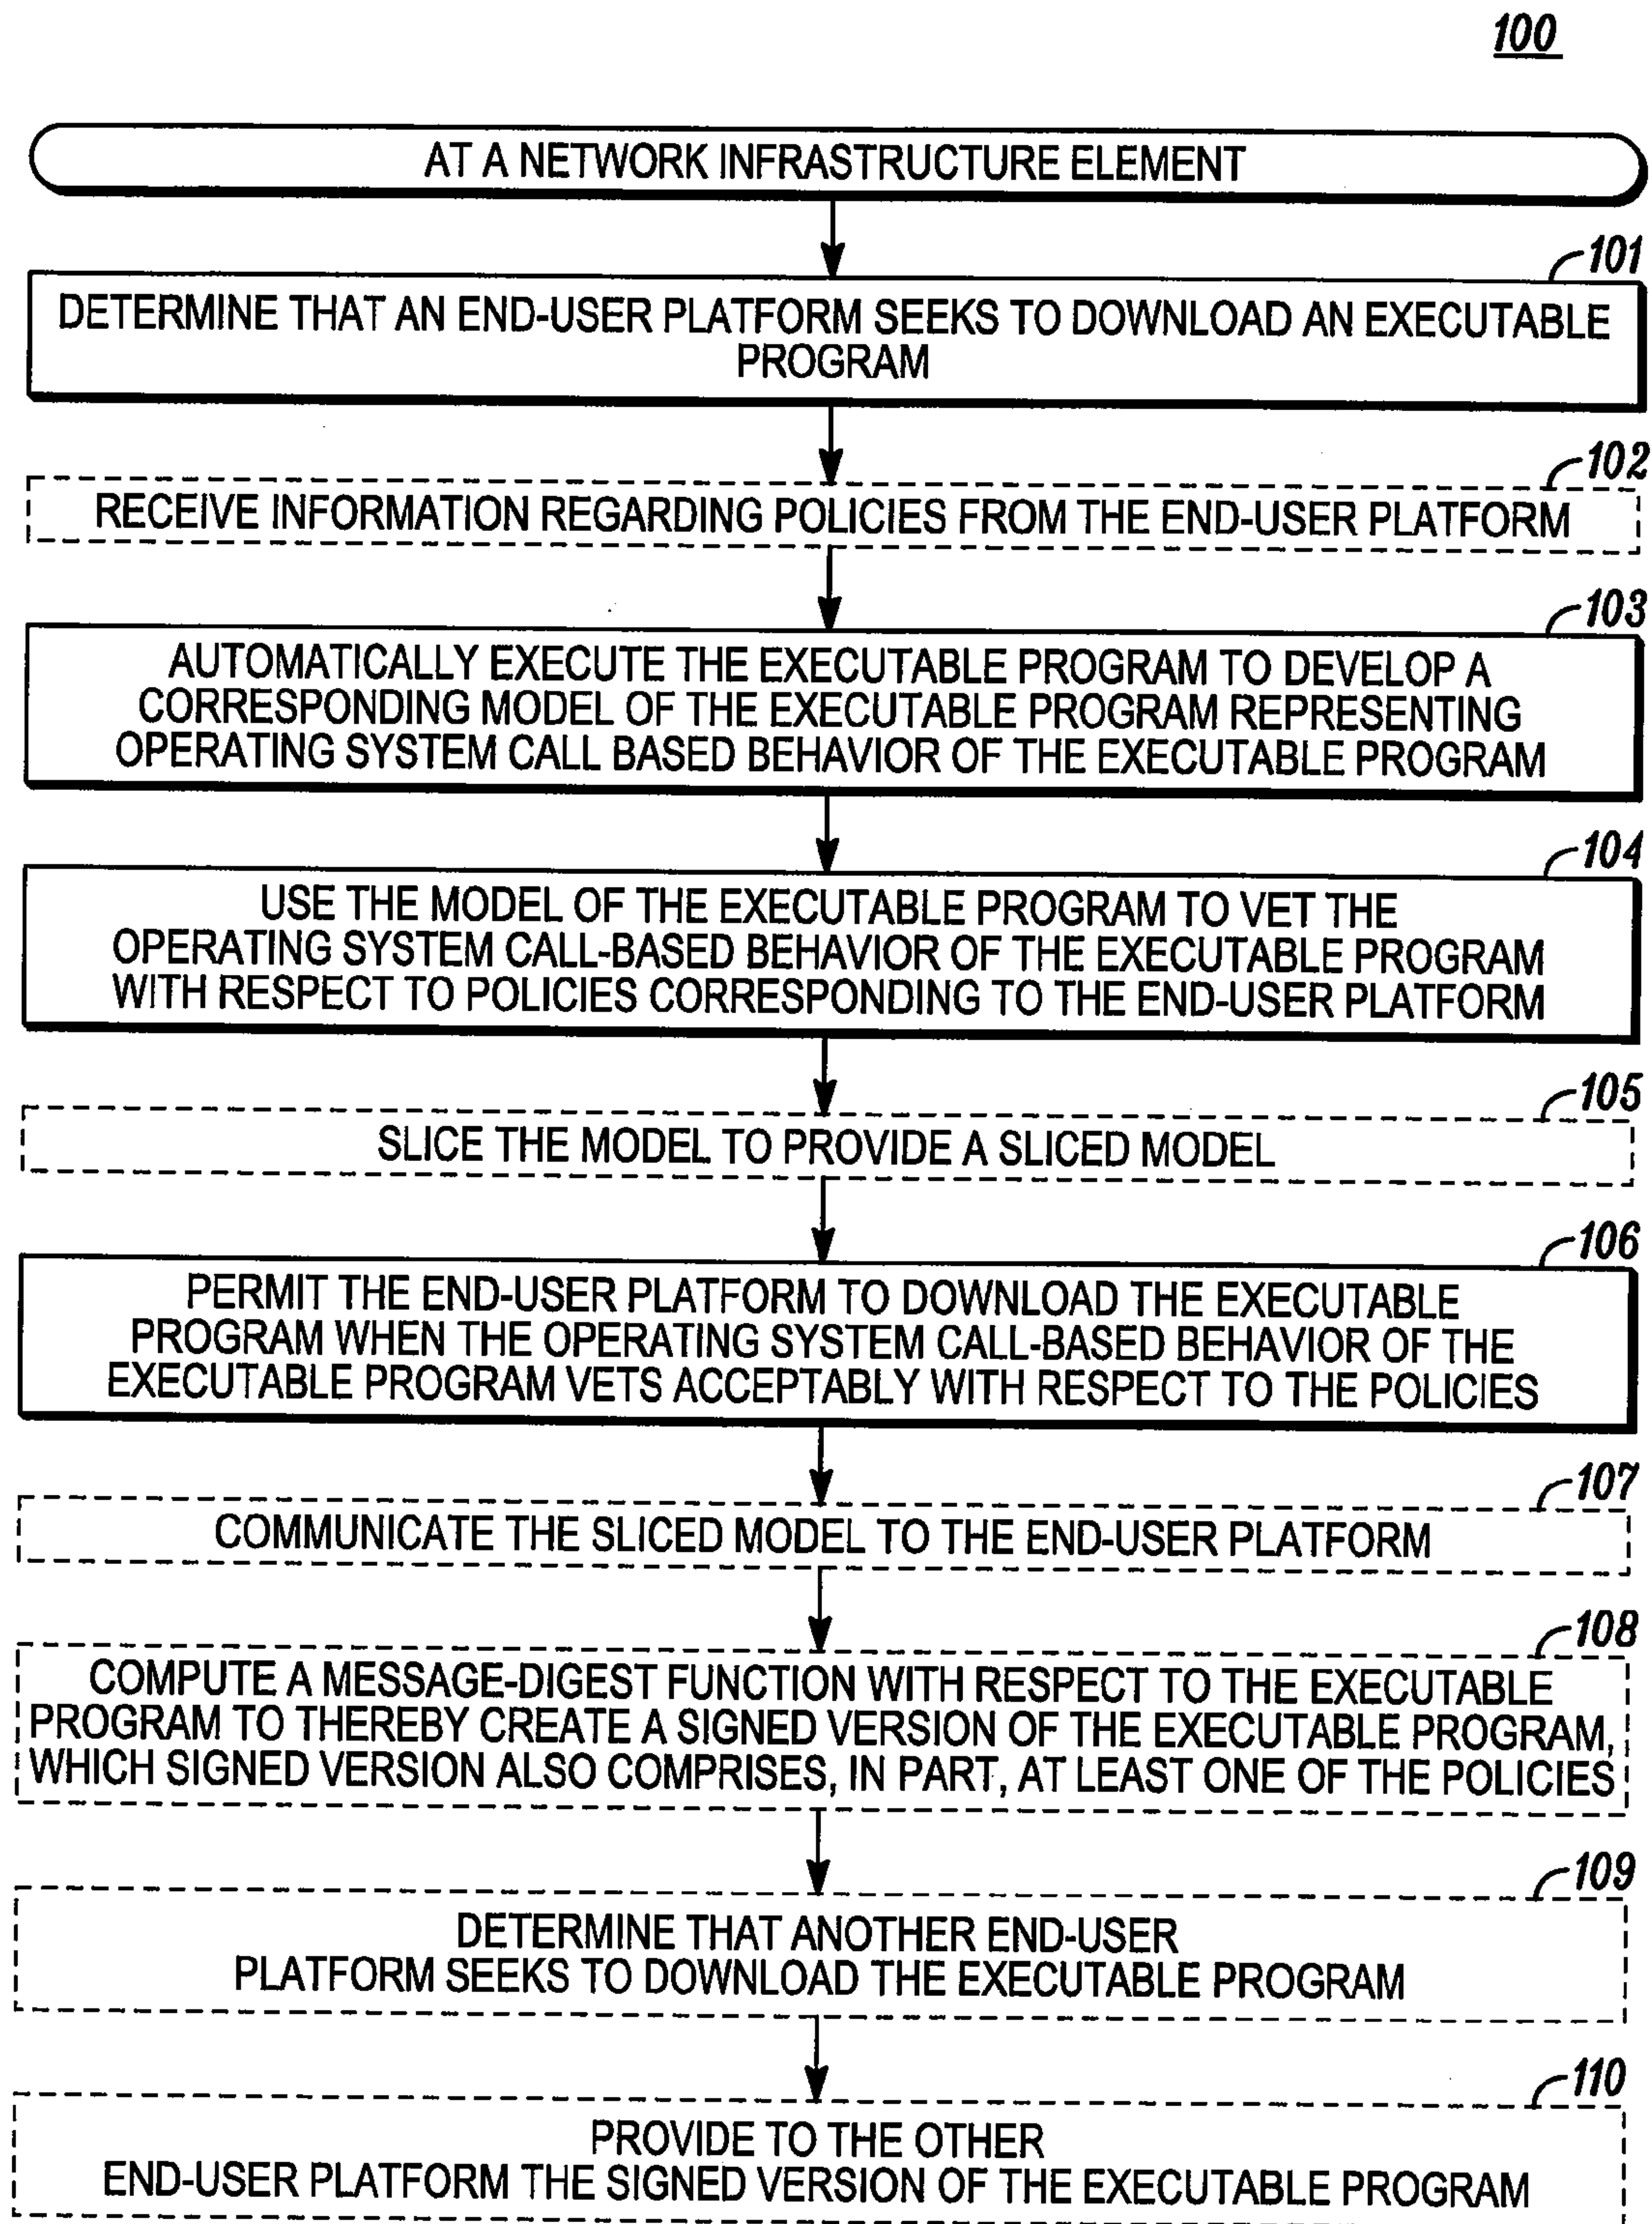 100
AT A NETWORK INFRASTRUCTURE ELEMENT
101
DETERMINE THAT AN END-USER PLATFORM SEEKS TO DOWNLOAD AN EXECUTABLE
PROGRAM
102
RECEIVE INFORMATION REGARDING POLICIES FROM THE END-USER PLATFORM
103
AUTOMATICALLY EXECUTE THE EXECUTABLE PROGRAM TO DEVELOP A
CORRESPONDING MODEL OF THE EXECUTABLE PROGRAM REPRESENTING
OPERATING SYSTEM CALL BASED BEHAVIOR OF THE EXECUTABLE PROGRAM
104
USE THE MODEL OF THE EXECUTABLE PROGRAM TO VET THE
OPERATING SYSTEM CALL-BASED BEHAVIOR OF THE EXECUTABLE PROGRAM
WITH RESPECT TO POLICIES CORRESPONDING TO THE END-USER PLATFORM
105
SLICE THE MODEL TO PROVIDE A SLICED MODEL
106
PERMIT THE END-USER PLATFORM TO DOWNLOAD THE EXECUTABLE
PROGRAM WHEN THE OPERATING SYSTEM CALL-BASED BEHAVIOR OF THE
EXECUTABLE PROGRAM VETS ACCEPTABLY WITH RESPECT TO THE POLICIES
107
COMMUNICATE THE SLICED MODEL TO THE END-USER PLATFORM
108
COMPUTE A MESSAGE-DIGEST FUNCTION WITH RESPECT TO THE EXECUTABLE
PROGRAM TO THEREBY CREATE A SIGNED VERSION OF THE EXECUTABLE PROGRAM,
WHICH SIGNED VERSION ALSO COMPRISES, IN PART, AT LEAST ONE OF THE POLICIES
109
DETERMINE THAT ANOTHER END-USER
PLATFORM SEEKS TO DOWNLOAD THE EXECUTABLE PROGRAM
110
PROVIDE TO THE OTHER
END-USER PLATFORM THE SIGNED VERSION OF THE EXECUTABLE PROGRAM